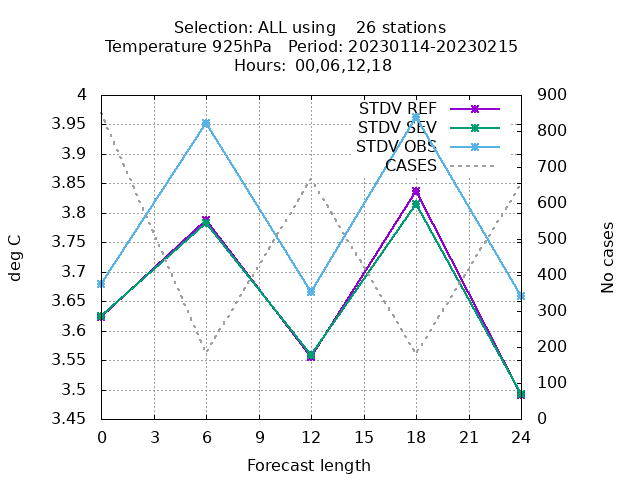 Selection: ALL using    26 stations
Temperature 925hPa   Period: 20230114-20230215
Hours:  00,06,12,18
STDV REF
STDV SEV
STDV OBS
CASES
4
3.95
3.9
3.85
3.8
3.75
3.7
3.65
3.6
3.55
3.5
3.45
deg C
900
800
700
600
500
400
300
200
100
0
No cases
0 3 6 9 12 15 18 21 24
Forecast length